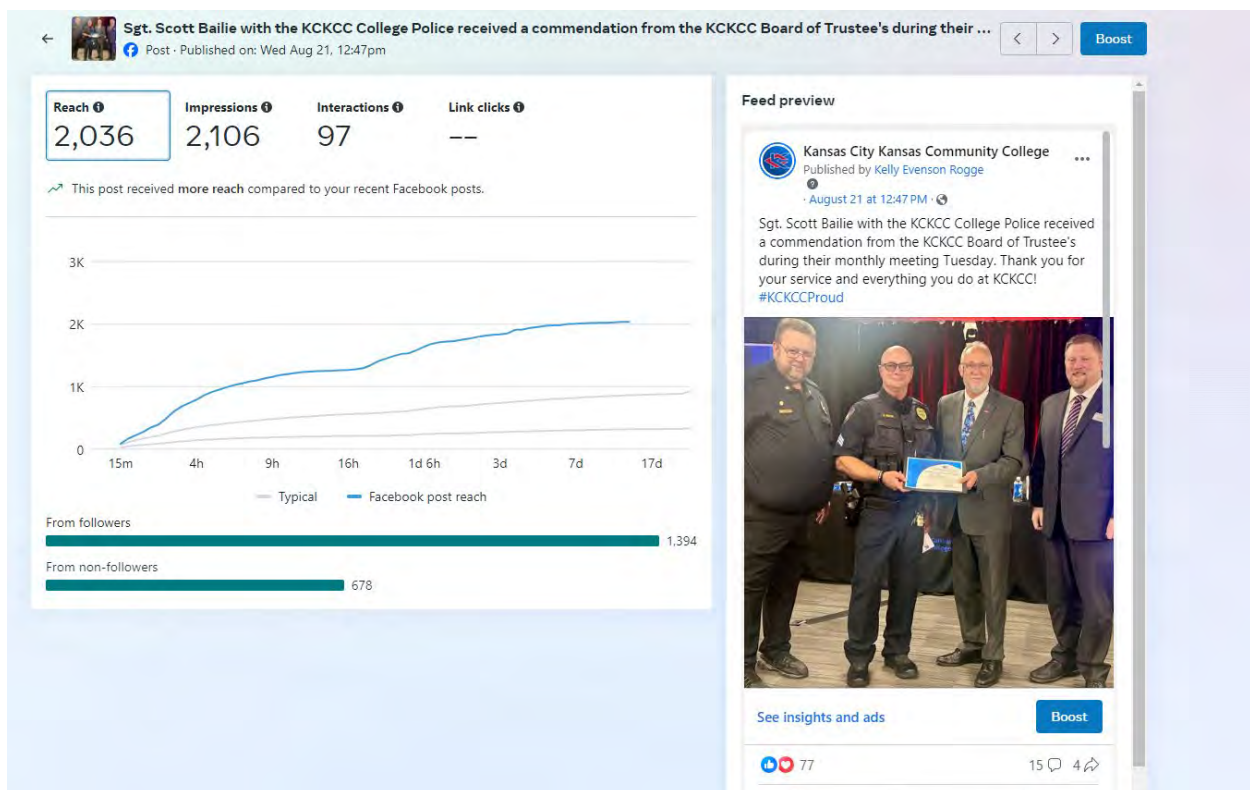 Sgt. Scott Bailie with the KCKCC College Police received a commendation from the KCKCC Board of Trustee's during their ...
Post · Published on: Wed Aug 21, 12:47pm
Boost
Reach
Impressions
Interactions
Link clicks
2,036
2,106
97
--
This post received more reach compared to your recent Facebook posts.
3K
2K
1K
0
15m
4h
9h
16h
1d 6h
3d
7d
17d
Typical
Facebook post reach
From followers
1,394
From non-followers
678
Feed preview
Kansas City Kansas Community College
Published by Kelly Evenson Rogge
· August 21 at 12:47 PM ·
Sgt. Scott Bailie with the KCKCC College Police received
a commendation from the KCKCC Board of Trustee's
during their monthly meeting Tuesday. Thank you for
your service and everything you do at KCKCC!
#KCKCCProud
See insights and ads
Boost
77
15
4